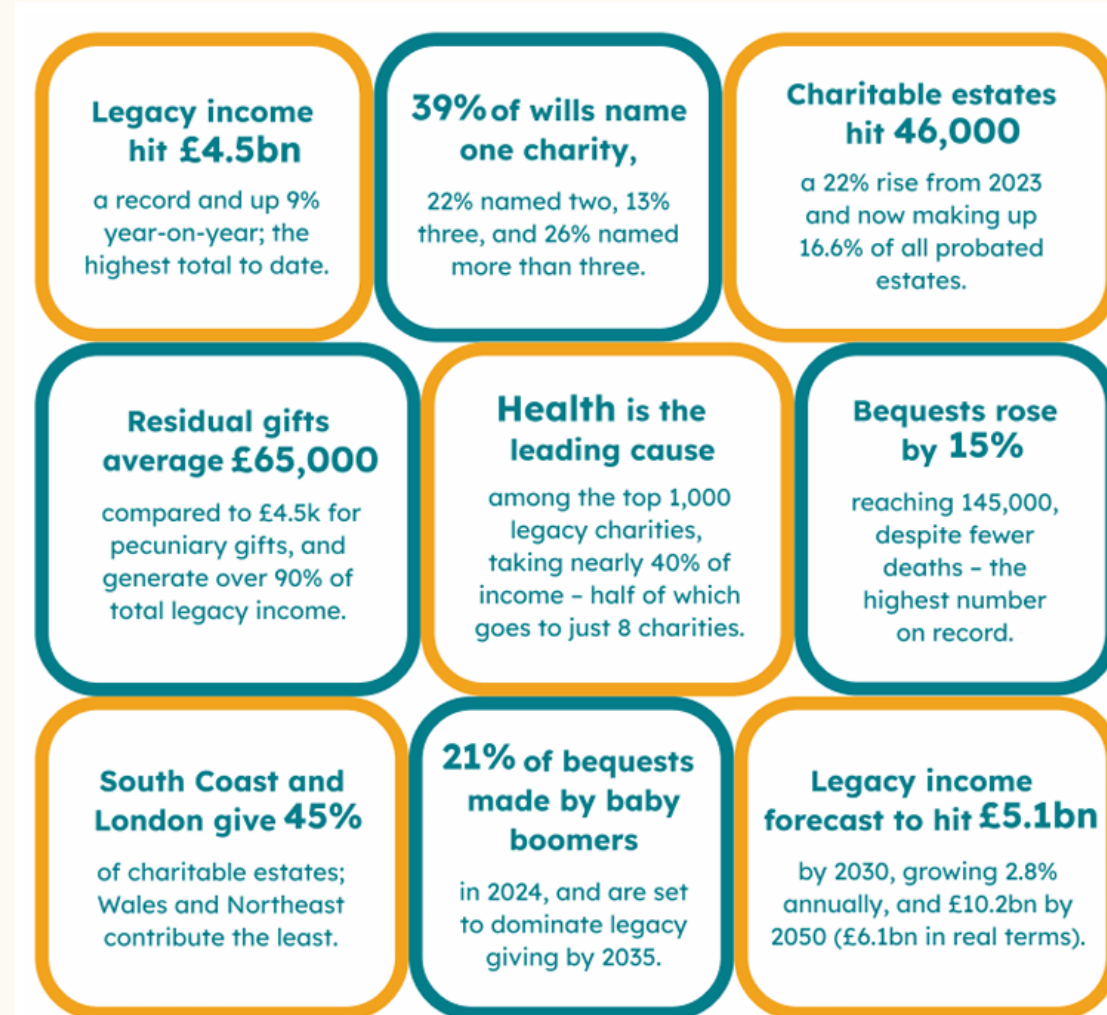 Legacy income
hit £4.5bn
a record and up 9%
year-on-year; the
highest total to date.
39% of wills name
one charity,
22% named two, 13%
three, and 26% named
more than three.
Charitable estates
hit 46,000
a 22% rise from 2023
and now making up
16.6% of all probated
estates.
Residual gifts
average £65,000
compared to £4.5k for
pecuniary gifts, and
generate over 90% of
total legacy income.
Health is the
leading cause
among the top 1,000
legacy charities,
taking nearly 40% of
income – half of which
goes to just 8 charities.
Bequests rose
by 15%
reaching 145,000,
despite fewer
deaths – the
highest number
on record.
South Coast and
London give 45%
of charitable estates;
Wales and Northeast
contribute the least.
21% of bequests
made by baby
boomers
in 2024, and are set
to dominate legacy
giving by 2035.
Legacy income
forecast to hit £5.1bn
by 2030, growing 2.8%
annually, and £10.2bn by
2050 (£6.1bn in real terms).